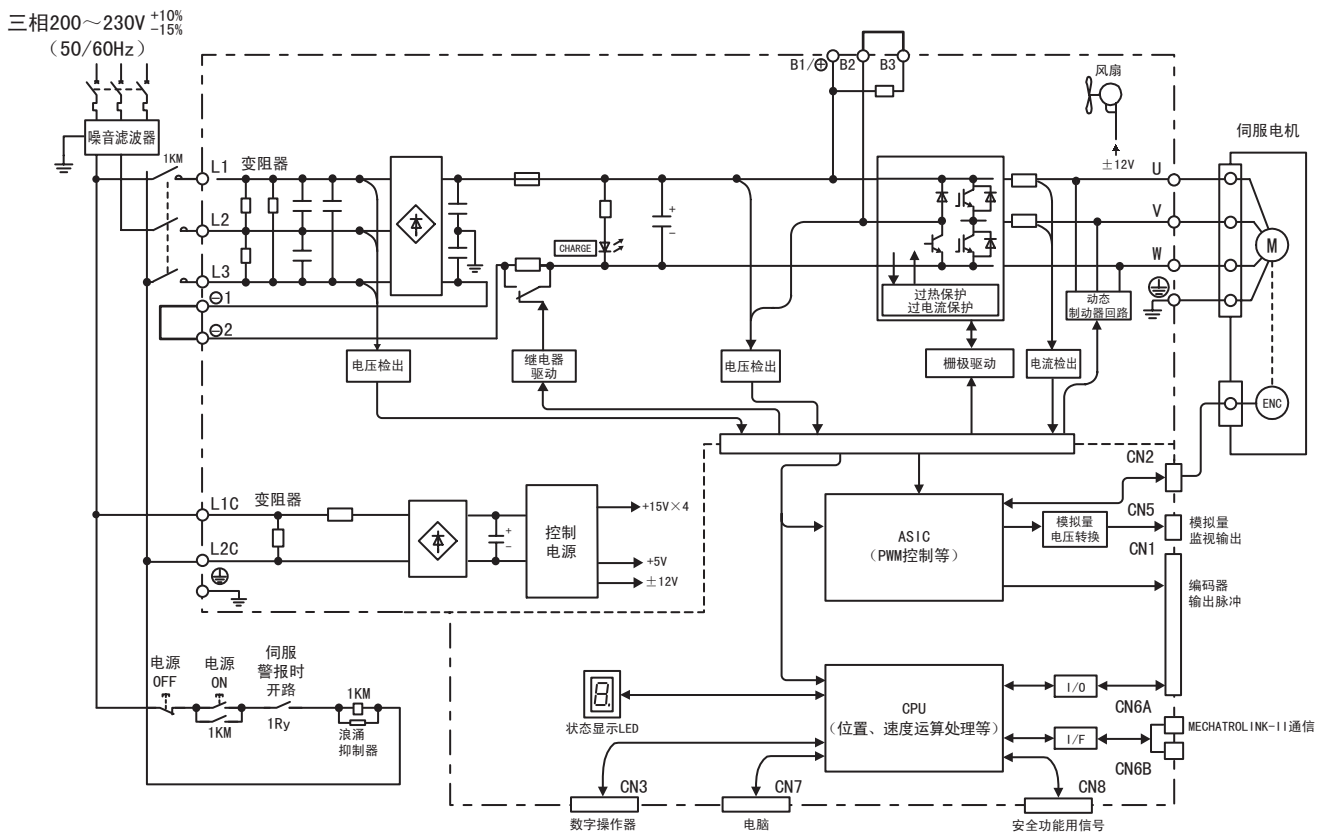 三相200～230V +10% -15%
（50/60Hz）
噪音滤波器
1KM
L1
变阻器
L2
L3
⊖1
⊖2
CHARGE
+
-
B1/⊕
B2
B3
风扇
±12V
伺服电机
U
V
W
M
ENC
过热保护
过电流保护
动态
制动器回路
电压检出
继电器
驱动
电压检出
栅极驱动
电流检出
L1C
变阻器
L2C
+
-
控制
电源
+15V×4
+5V
±12V
ASIC
（PWM控制等）
模拟量
电压转换
CN2
CN5
模拟量
监视输出
CN1
编码器
输出脉冲
电源
OFF
电源
ON
1KM
伺服
警报时
开路
1Ry
1KM
浪涌
抑制器
8.
状态显示LED
CPU
（位置、速度运算处理等）
I/O
I/F
CN6A
MECHATROLINK-II通信
CN6B
CN3
数字操作器
CN7
电脑
CN8
安全功能用信号